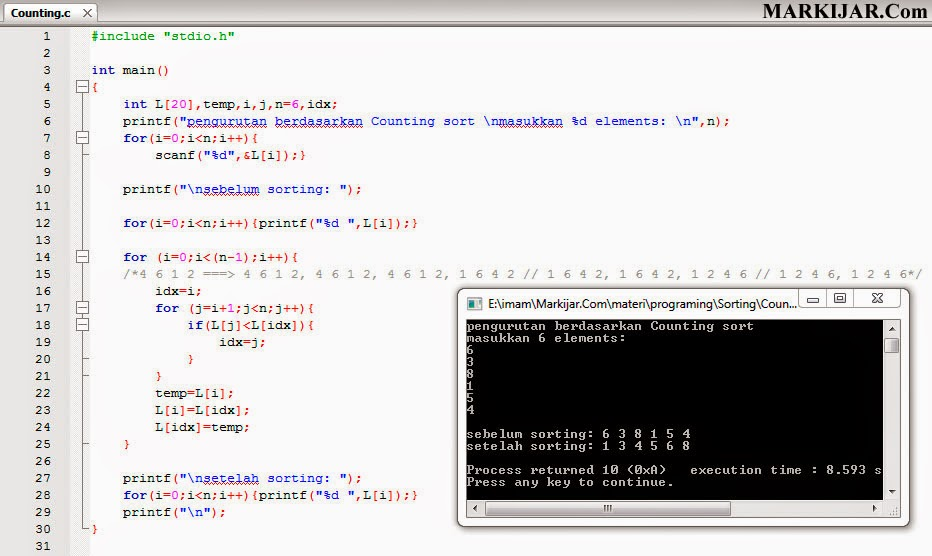 Counting.c
MARKIJAR.Com
1 #include "stdio.h"
2
3 int main()
4 {
5 int L[20],temp,i,j,n=6,idx;
6 printf("pengurutan berdasarkan Counting sort \nmasukkan %d elements: \n",n);
7 for(i=0;i<n;i++){
8 scanf("%d",&L[i]);}
9
10 printf("\nsebelum sorting: ");
11
12 for(i=0;i<n;i++){printf("%d ",L[i]);}
13
14 for (i=0;i<(n-1);i++){
15 /*4 6 1 2 ===> 4 6 1 2, 4 6 1 2, 4 6 1 2, 1 6 4 2 // 1 6 4 2, 1 6 4 2, 1 2 4 6 // 1 2 4 6, 1 2 4 6*/
16 idx=i;
17 for (j=i+1;j<n;j++){
18 if(L[j]<L[idx]){
19 idx=j;
20 }
21 }
22 temp=L[i];
23 L[i]=L[idx];
24 L[idx]=temp;
25 }
26
27 printf("\nsetelah sorting: ");
28 for(i=0;i<n;i++){printf("%d ",L[i]);}
29 printf("\n");
30 }
31
E:\imam\Markijar.Com\materi\programing\Sorting\Coun...
pengurutan berdasarkan Counting sort
masukkan 6 elements:
6
3
8
1
5
4
sebelum sorting: 6 3 8 1 5 4
setelah sorting: 1 3 4 5 6 8
Process returned 10 (0xA) execution time : 8.593 s
Press any key to continue.